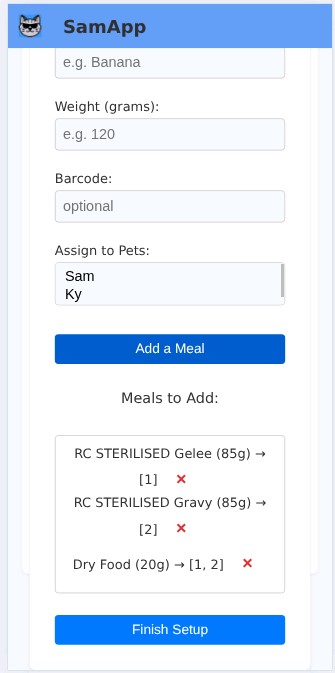 SamApp
e.g. Banana
Weight (grams):
e.g. 120
Barcode:
optional
Assign to Pets:
Sam
Ky
Add a Meal
Meals to Add:
RC STERILISED Gelee (85g) →
[1] ×
RC STERILISED Gravy (85g) →
[2] ×
Dry Food (20g) → [1, 2] ×
Finish Setup